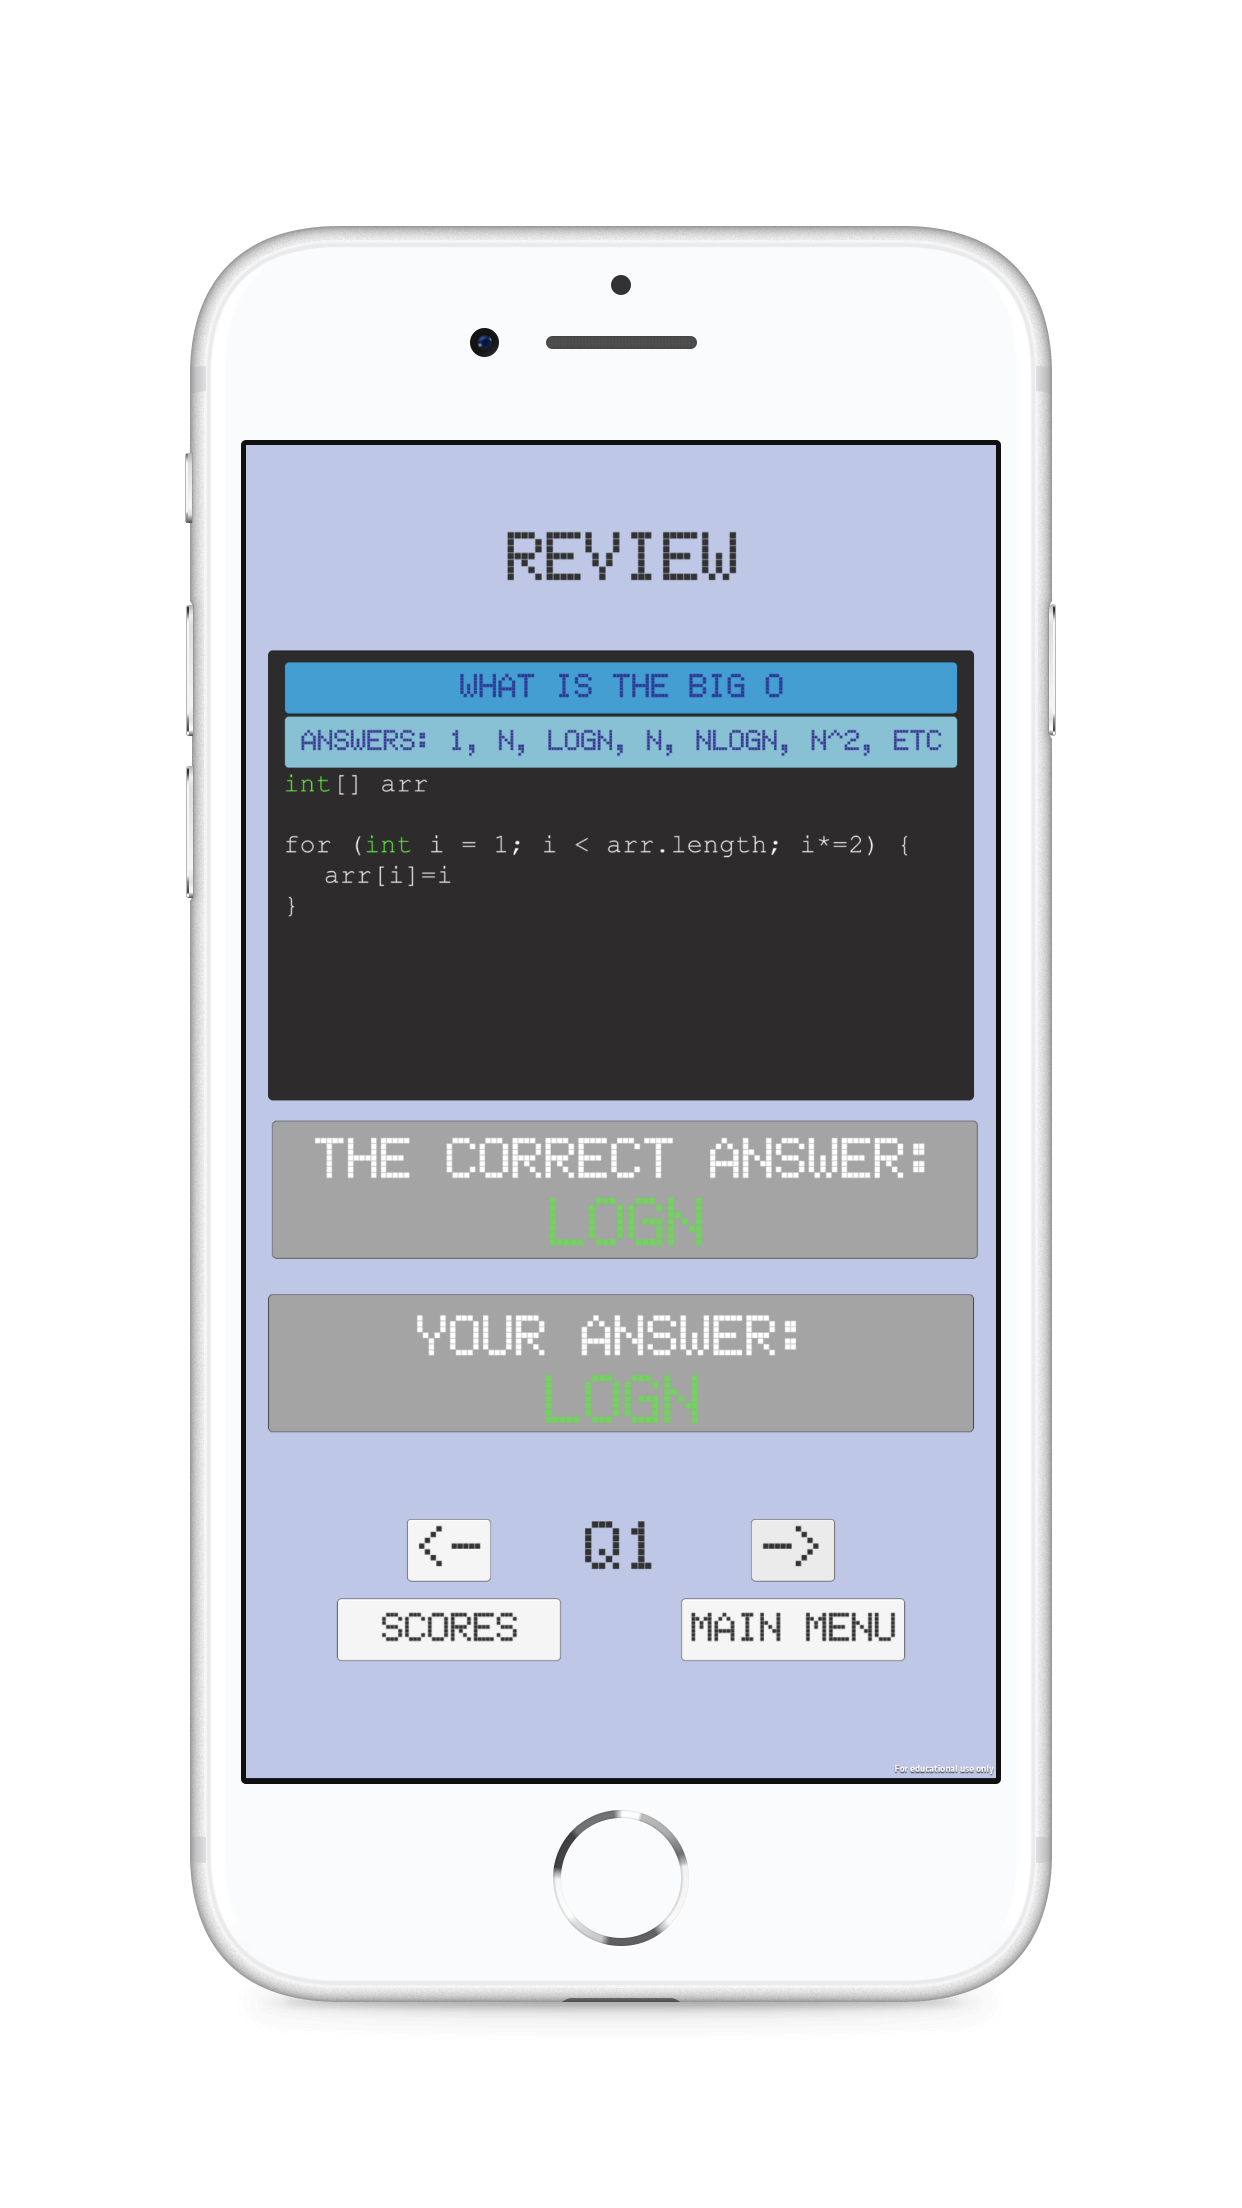 REVIEW
WHAT IS THE BIG O
ANSWERS: 1, N, LOGN, N, NLOGN, N^2, ETC
int[] arr
for (int i = 1; i < arr.length; i*=2) {
arr[i]=i
}
THE CORRECT ANSWER:
LOGN
YOUR ANSWER:
LOGN
<- Q1 ->
SCORES MAIN MENU
For educational use only